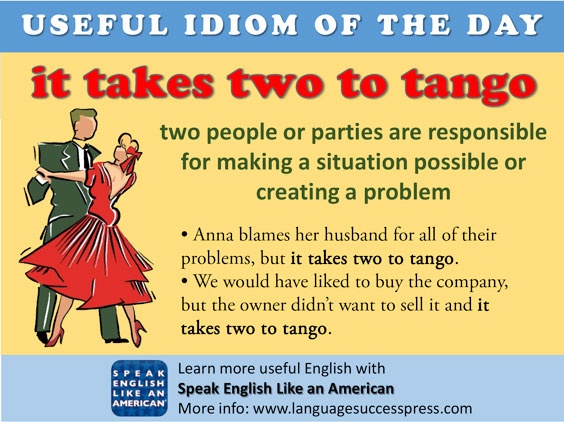 USEFUL IDIOM OF THE DAY
it takes two to tango
two people or parties are responsible
for making a situation possible or
creating a problem
• Anna blames her husband for all of their
problems, but it takes two to tango.
• We would have liked to buy the company,
but the owner didn’t want to sell it and it
takes two to tango.
SPEAK
ENGLISH
LIKE AN
AMERICAN®
Learn more useful English with
Speak English Like an American
More info: www.languagesuccesspress.com